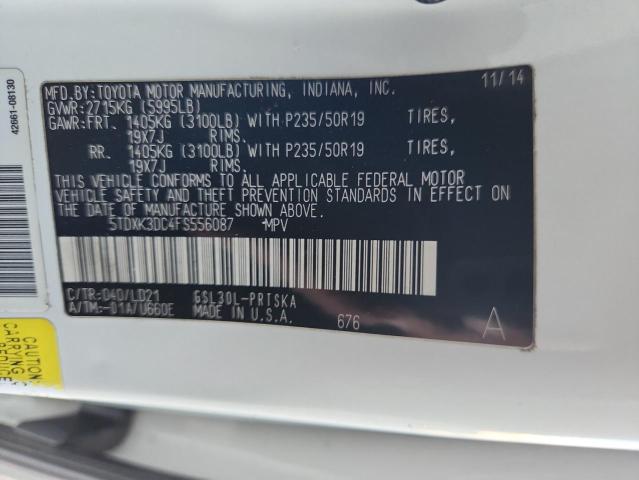 42661-08130
MFD.BY:TOYOTA MOTOR MANUFACTURING, INDIANA, INC. 11/14
GVWR:2715KG (5995LB)
GAWR:FRT. 1405KG (3100LB) WITH P235/50R19 TIRES,
19X7J RIMS.
RR. 1405KG (3100LB) WITH P235/50R19 TIRES,
19X7J RIMS.
THIS VEHICLE CONFORMS TO ALL APPLICABLE FEDERAL MOTOR
VEHICLE SAFETY AND THEFT PREVENTION STANDARDS IN EFFECT ON
THE DATE OF MANUFACTURE SHOWN ABOVE.
5TDXK3DC4FS556087 -MPV
C/TR:040/LD21 GSL30L-PRTSKA
A/TM:-01A/U660E MADE IN U.S.A. 676 A
CAUTION
CARRYING
REDUCE